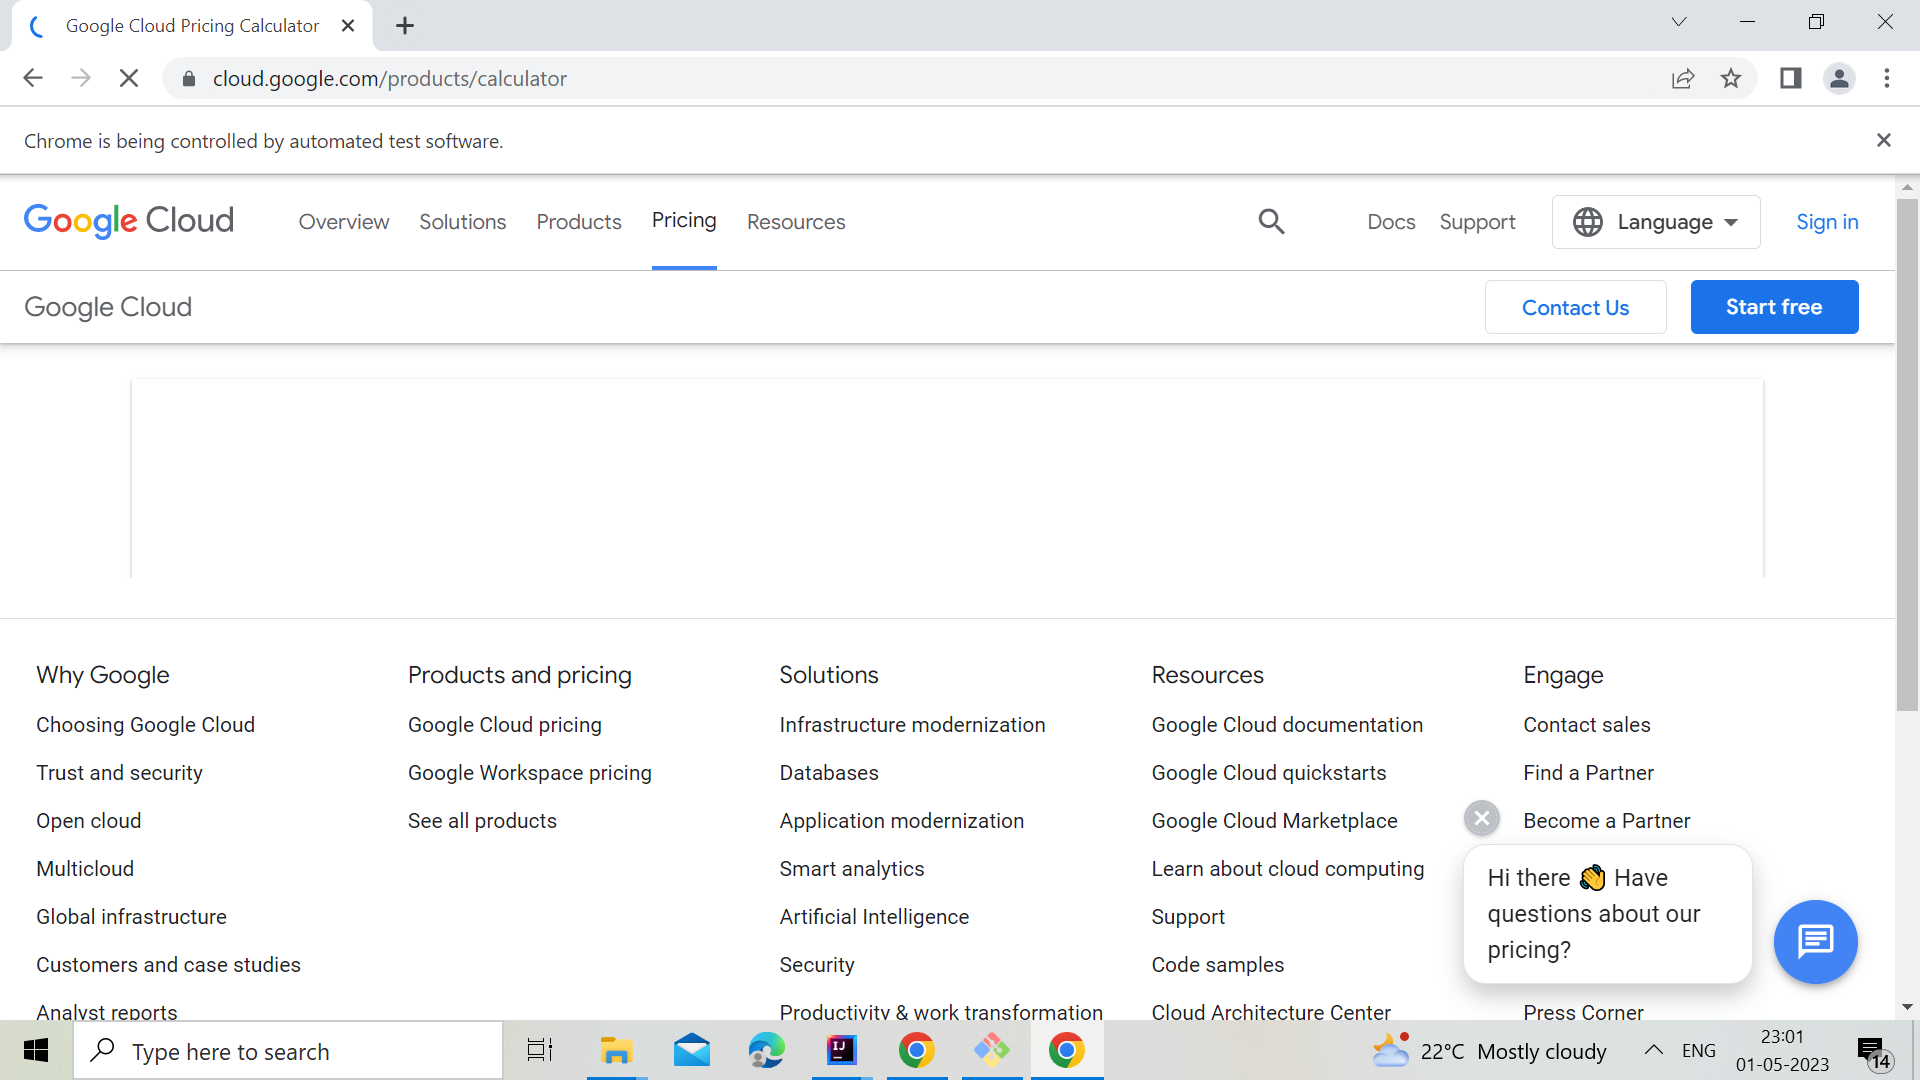 Google Cloud Pricing Calculator
cloud.google.com/products/calculator
Chrome is being controlled by automated test software.
Google Cloud
Overview
Solutions
Products
Pricing
Resources
Docs
Support
Language
Sign in
Google Cloud
Contact Us
Start free
Why Google
Choosing Google Cloud
Trust and security
Open cloud
Multicloud
Global infrastructure
Customers and case studies
Analyst reports
Products and pricing
Google Cloud pricing
Google Workspace pricing
See all products
Solutions
Infrastructure modernization
Databases
Application modernization
Smart analytics
Artificial Intelligence
Security
Productivity & work transformation
Resources
Google Cloud documentation
Google Cloud quickstarts
Google Cloud Marketplace
Learn about cloud computing
Support
Code samples
Cloud Architecture Center
Engage
Contact sales
Find a Partner
Become a Partner
Press Corner
Hi there 👋 Have
questions about our
pricing?
Type here to search
IJ
22°C Mostly cloudy
ENG
23:01
01-05-2023
14